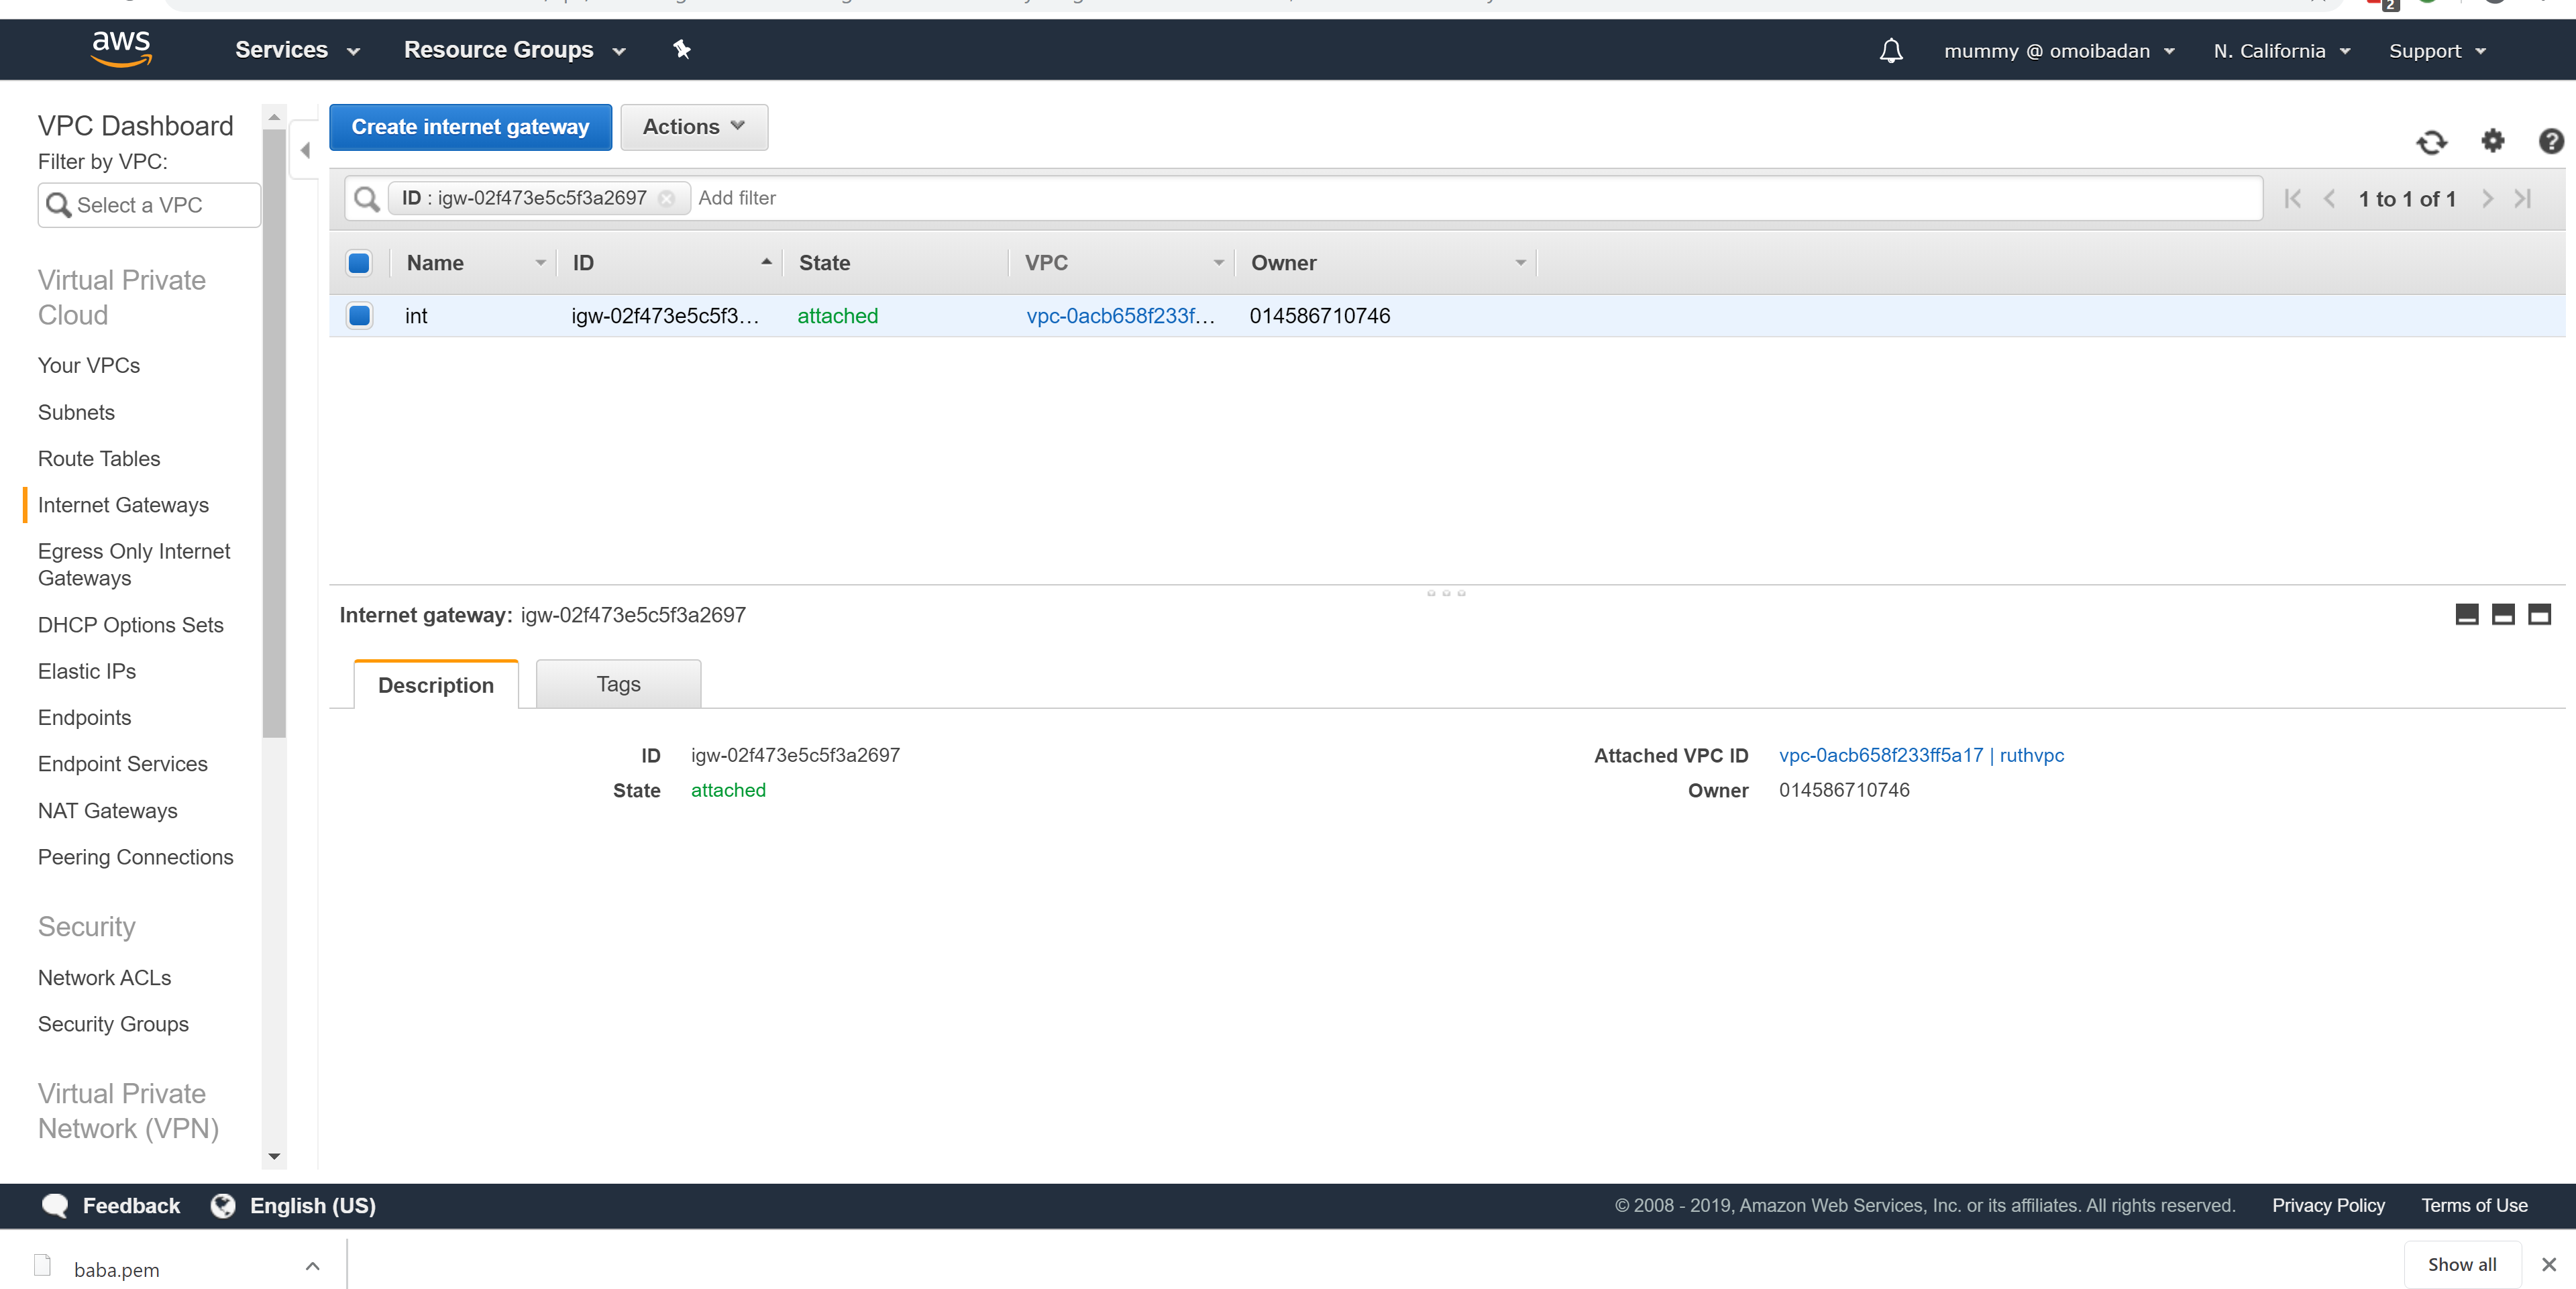 2
aws
Services
Resource Groups
mummy @ omoibadan
N. California
Support
VPC Dashboard
Filter by VPC:
Select a VPC
Virtual Private
Cloud
Your VPCs
Subnets
Route Tables
Internet Gateways
Egress Only Internet
Gateways
DHCP Options Sets
Elastic IPs
Endpoints
Endpoint Services
NAT Gateways
Peering Connections
Security
Network ACLs
Security Groups
Virtual Private
Network (VPN)
Create internet gateway
Actions
ID : igw-02f473e5c5f3a2697
Add filter
1 to 1 of 1
Name ID State VPC Owner
int igw-02f473e5c5f3... attached vpc-0acb658f233f... 014586710746
Internet gateway: igw-02f473e5c5f3a2697
Description
Tags
ID igw-02f473e5c5f3a2697
Attached VPC ID vpc-0acb658f233ff5a17 | ruthvpc
State attached
Owner 014586710746
Feedback
English (US)
© 2008 - 2019, Amazon Web Services, Inc. or its affiliates. All rights reserved.
Privacy Policy
Terms of Use
baba.pem
Show all